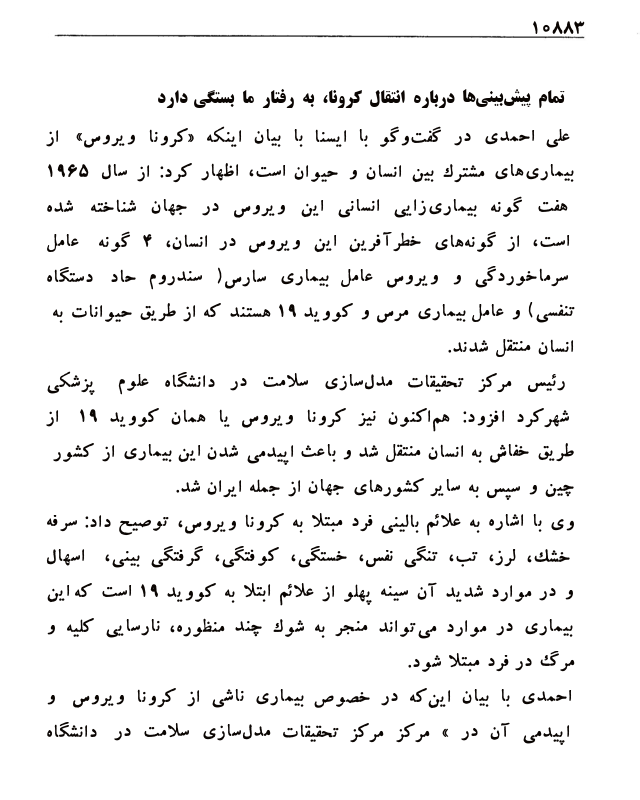 ۱۰۸۸۳
تمام پیش‌بینی‌ها درباره انتقال کرونا، به رفتار ما بستگی دارد
علی احمدی در گفت‌وگو با ایسنا با بیان اینکه «کرونا ویروس» از
بیماری‌های مشترك بین انسان و حیوان است، اظهار کرد: از سال ۱۹۶۵
هفت گونه بیماری‌زایی انسانی این ویروس در جهان شناخته شده
است، از گونه‌های خطرآفرین این ویروس در انسان، ۴ گونه عامل
سرماخوردگی و ویروس عامل بیماری سارس( سندروم حاد دستگاه
تنفسی) و عامل بیماری مرس و کووید ۱۹ هستند که از طریق حیوانات به
انسان منتقل شدند.
رئیس مرکز تحقیقات مدل‌سازی سلامت در دانشگاه علوم پزشکی
شهرکرد افزود: هم‌اکنون نیز کرونا ویروس یا همان کووید ۱۹ از
طریق خفاش به انسان منتقل شد و باعث اپیدمی شدن این بیماری از کشور
چین و سپس به سایر کشورهای جهان از جمله ایران شد.
وی با اشاره به علائم بالینی فرد مبتلا به کرونا ویروس، توصیح داد: سرفه
خشك، لرز، تب، تنگی نفس، خستگی، کوفتگی، گرفتگی بینی، اسهال
و در موارد شدید آن سینه پهلو از علائم ابتلا به کووید ۱۹ است که این
بیماری در موارد می‌تواند منجر به شوك چند منظوره، نارسایی کلیه و
مرگ در فرد مبتلا شود.
احمدی با بیان این‌که در خصوص بیماری ناشی از کرونا ویروس و
اپیدمی آن در » مرکز مرکز تحقیقات مدل‌سازی سلامت در دانشگاه